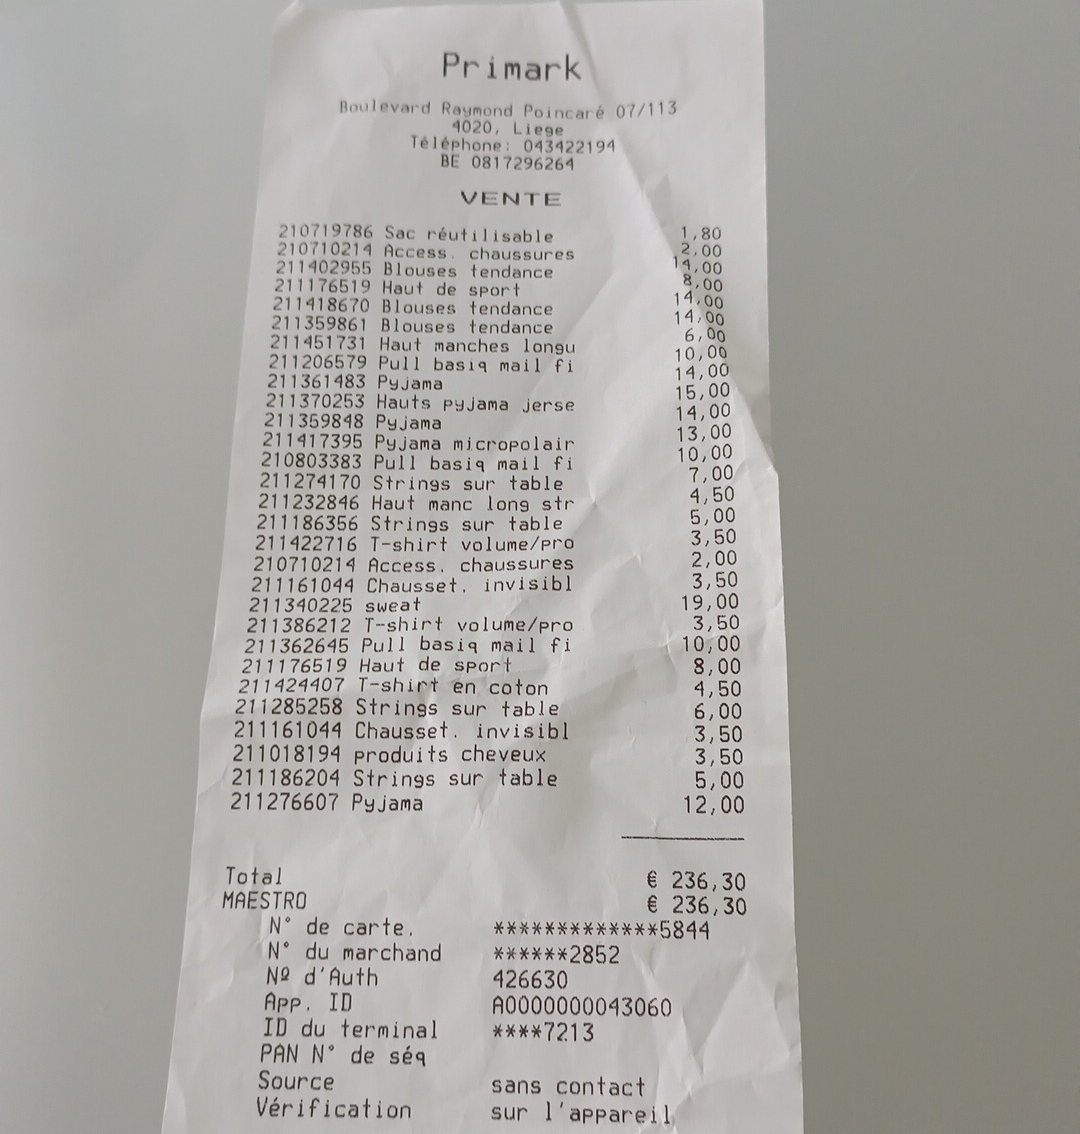 Primark
Boulevard Raymond Poincaré 07/113
4020, Liege
Téléphone: 043422194
BE 0817296264
VENTE
210719786 Sac réutilisable 1,80
210710214 Access. chaussures 2,00
211402955 Blouses tendance 14,00
211176519 Haut de sport 8,00
211418670 Blouses tendance 14,00
211359861 Blouses tendance 14,00
211451731 Haut manches longu 6,00
211206579 Pull basiq mail fi 10,00
211361483 Pyjama 14,00
211370253 Hauts pyjama jerse 15,00
211359848 Pyjama 14,00
211417395 Pyjama micropolair 13,00
210803383 Pull basiq mail fi 10,00
211274170 Strings sur table 7,00
211232846 Haut manc long str 4,50
211186356 Strings sur table 5,00
211422716 T-shirt volume/pro 3,50
210710214 Access. chaussures 2,00
211161044 Chausset. invisibl 3,50
211340225 sweat 19,00
211386212 T-shirt volume/pro 3,50
211362645 Pull basiq mail fi 10,00
211176519 Haut de sport 8,00
211424407 T-shirt en coton 4,50
211285258 Strings sur table 6,00
211161044 Chausset. invisibl 3,50
211018194 produits cheveux 3,50
211186204 Strings sur table 5,00
211276607 Pyjama 12,00
Total € 236,30
MAESTRO € 236,30
N° de carte. *************5844
N° du marchand ******2852
Nº d'Auth 426630
App. ID A0000000043060
ID du terminal ****7213
PAN N° de séq
Source sans contact
Vérification sur l'appareil